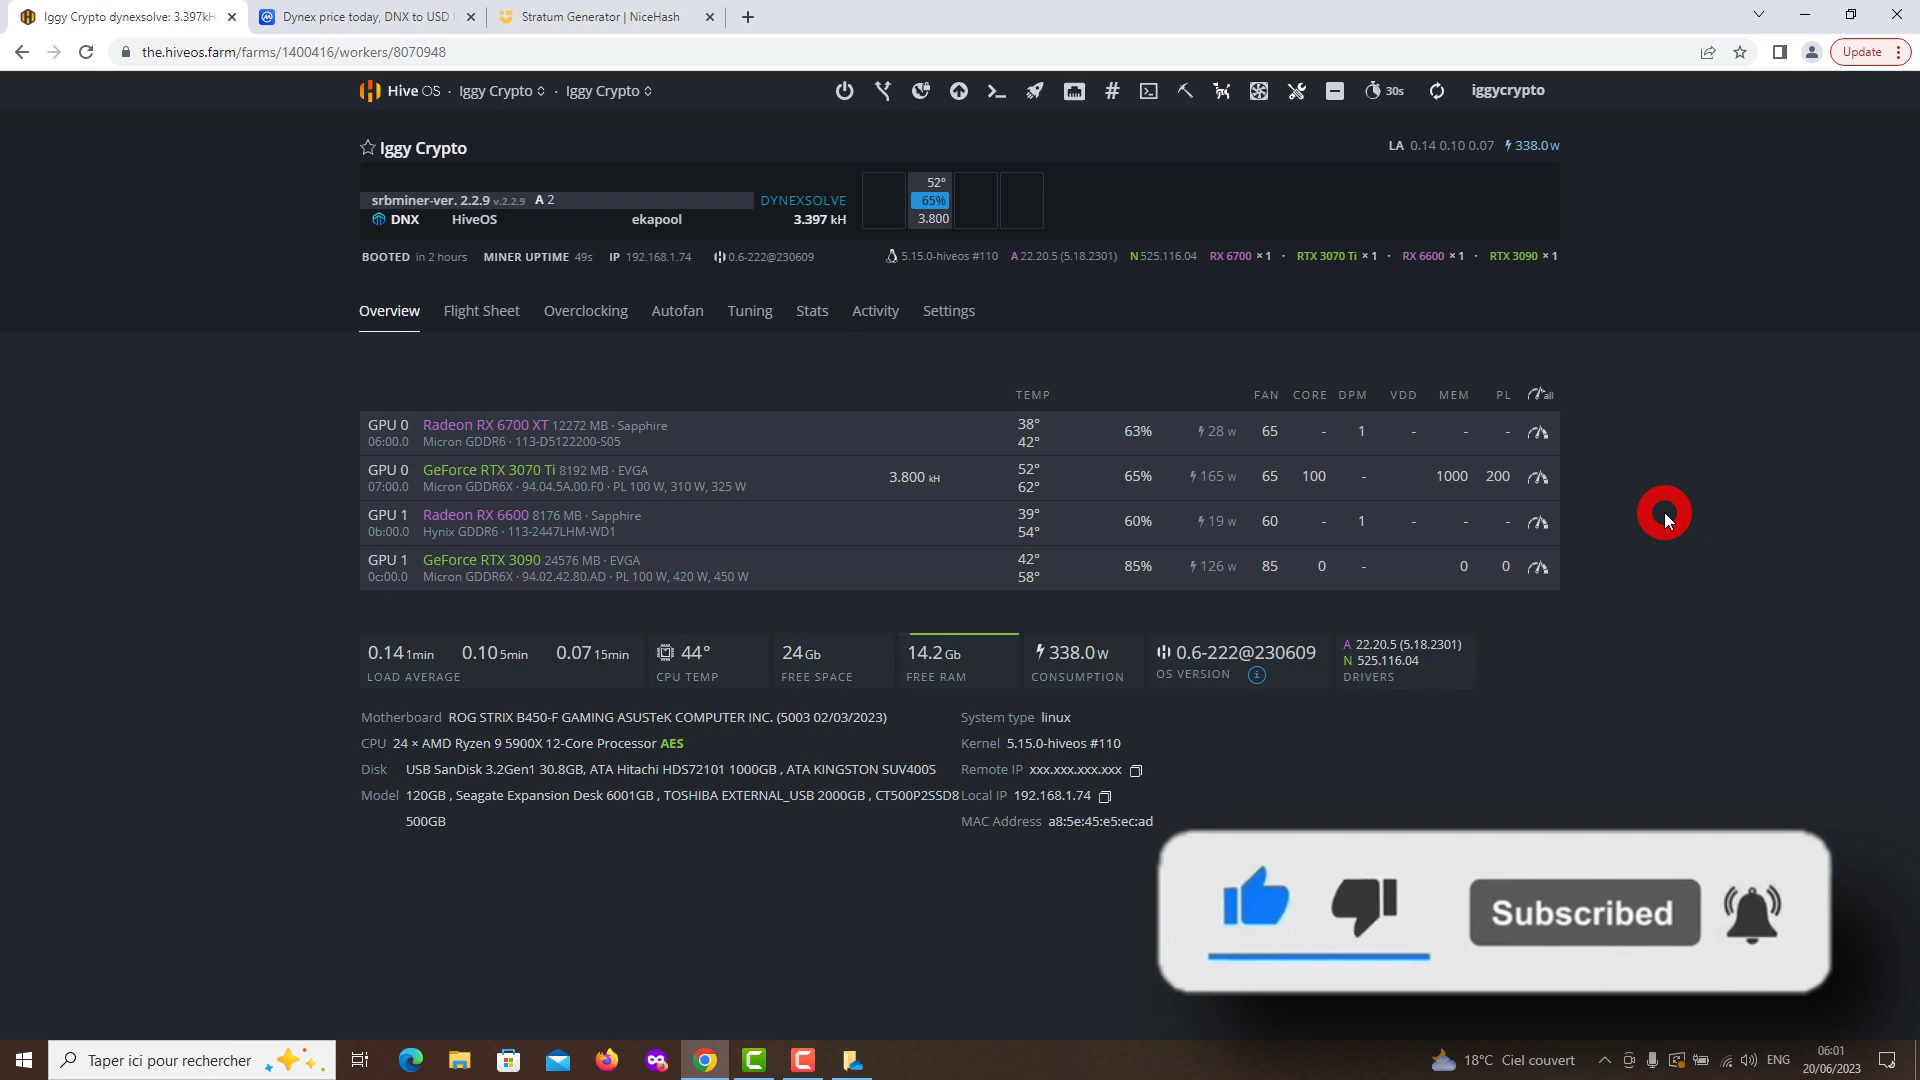 Iggy Crypto dynexsolve: 3.397kH
Dynex price today, DNX to USD l
Stratum Generator | NiceHash
the.hiveos.farm/farms/1400416/workers/8070948
Update
Hive OS · Iggy Crypto · Iggy Crypto
30s
iggycrypto
Iggy Crypto
LA 0.14 0.10 0.07 338.0 W
srbminer-ver. 2.2.9 v.2.2.9 A 2
DYNEXSOLVE
DNX HiveOS ekapool 3.397 kH
52°
65%
3.800
BOOTED in 2 hours MINER UPTIME 49s IP 192.168.1.74 0.6-222@230609
5.15.0-hiveos #110 A 22.20.5 (5.18.2301) N 525.116.04 RX 6700 × 1 · RTX 3070 Ti × 1 · RX 6600 × 1 · RTX 3090 × 1
Overview Flight Sheet Overclocking Autofan Tuning Stats Activity Settings
TEMP FAN CORE DPM VDD MEM PL all
GPU 0 Radeon RX 6700 XT 12272 MB · Sapphire
06:00.0 Micron GDDR6 · 113-D5122200-S05
38°
42°
63% 28 W 65 - 1 - - -
GPU 0 GeForce RTX 3070 Ti 8192 MB · EVGA
07:00.0 Micron GDDR6X · 94.04.5A.00.F0 · PL 100 W, 310 W, 325 W
3.800 kH
52°
62°
65% 165 W 65 100 - 1000 200
GPU 1 Radeon RX 6600 8176 MB · Sapphire
0b:00.0 Hynix GDDR6 · 113-2447LHM-WD1
39°
54°
60% 19 W 60 - 1 - - -
GPU 1 GeForce RTX 3090 24576 MB · EVGA
0c:00.0 Micron GDDR6X · 94.02.42.80.AD · PL 100 W, 420 W, 450 W
42°
58°
85% 126 W 85 0 - 0 0
0.14 1min 0.10 5min 0.07 15min
LOAD AVERAGE
44°
CPU TEMP
24 Gb
FREE SPACE
14.2 Gb
FREE RAM
338.0 W
CONSUMPTION
0.6-222@230609
OS VERSION
A 22.20.5 (5.18.2301)
N 525.116.04
DRIVERS
Motherboard ROG STRIX B450-F GAMING ASUSTeK COMPUTER INC. (5003 02/03/2023)
CPU 24 × AMD Ryzen 9 5900X 12-Core Processor AES
Disk USB SanDisk 3.2Gen1 30.8GB, ATA Hitachi HDS72101 1000GB , ATA KINGSTON SUV400S
Model 120GB , Seagate Expansion Desk 6001GB , TOSHIBA EXTERNAL_USB 2000GB , CT500P2SSD8
500GB
System type linux
Kernel 5.15.0-hiveos #110
Remote IP xxx.xxx.xxx.xxx
Local IP 192.168.1.74
MAC Address a8:5e:45:e5:ec:ad
Subscribed
Taper ici pour rechercher
18°C Ciel couvert
ENG
06:01
20/06/2023